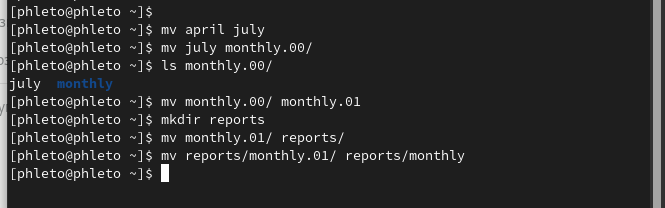 [phleto@phleto ~]$
[phleto@phleto ~]$ mv april july
[phleto@phleto ~]$ mv july monthly.00/
[phleto@phleto ~]$ ls monthly.00/
july  monthly
[phleto@phleto ~]$ mv monthly.00/ monthly.01
[phleto@phleto ~]$ mkdir reports
[phleto@phleto ~]$ mv monthly.01/ reports/
[phleto@phleto ~]$ mv reports/monthly.01/ reports/monthly
[phleto@phleto ~]$